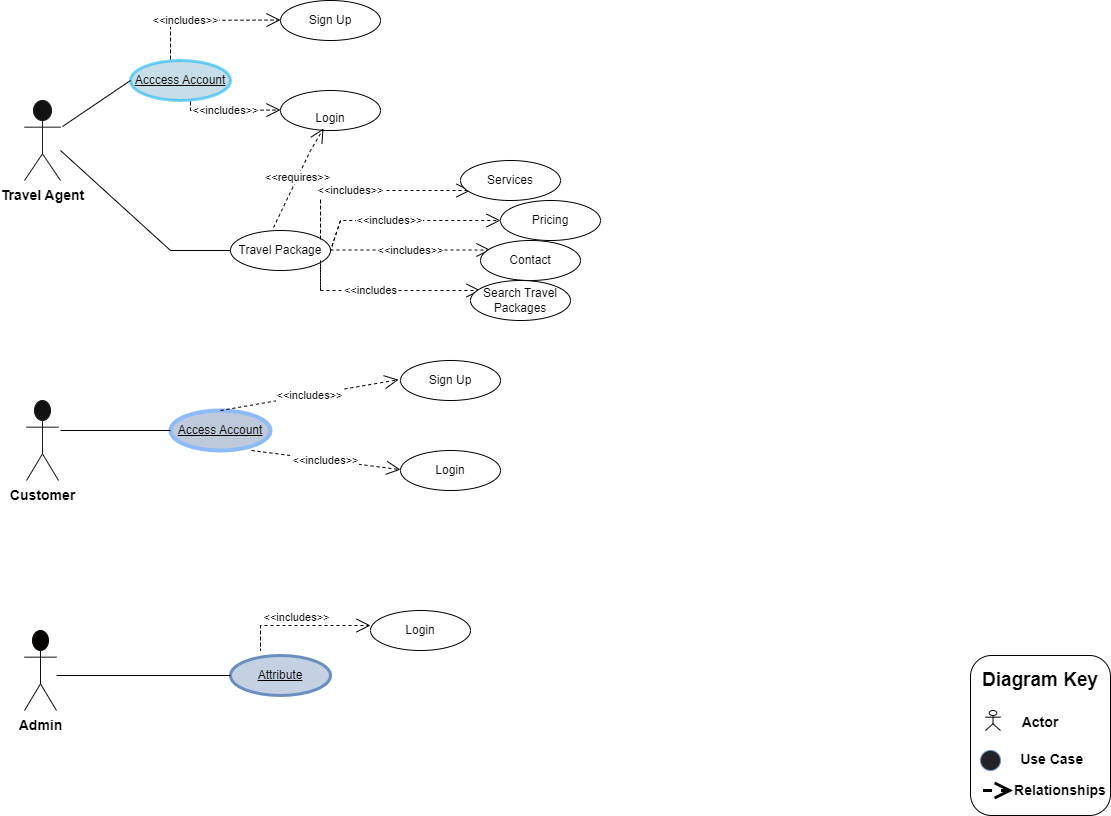 <<includes>>
Sign Up
Acccess Account
<<includes>>
Login
Travel Agent
<<requires>>
<<includes>>
Services
<<includes>>
Pricing
Travel Package
<<includes>>
Contact
<<includes
Search Travel
Packages
<<includes>>
Sign Up
Access Account
<<includes>>
Login
Customer
<<includes>>
Login
Attribute
Admin
Diagram Key
Actor
Use Case
Relationships